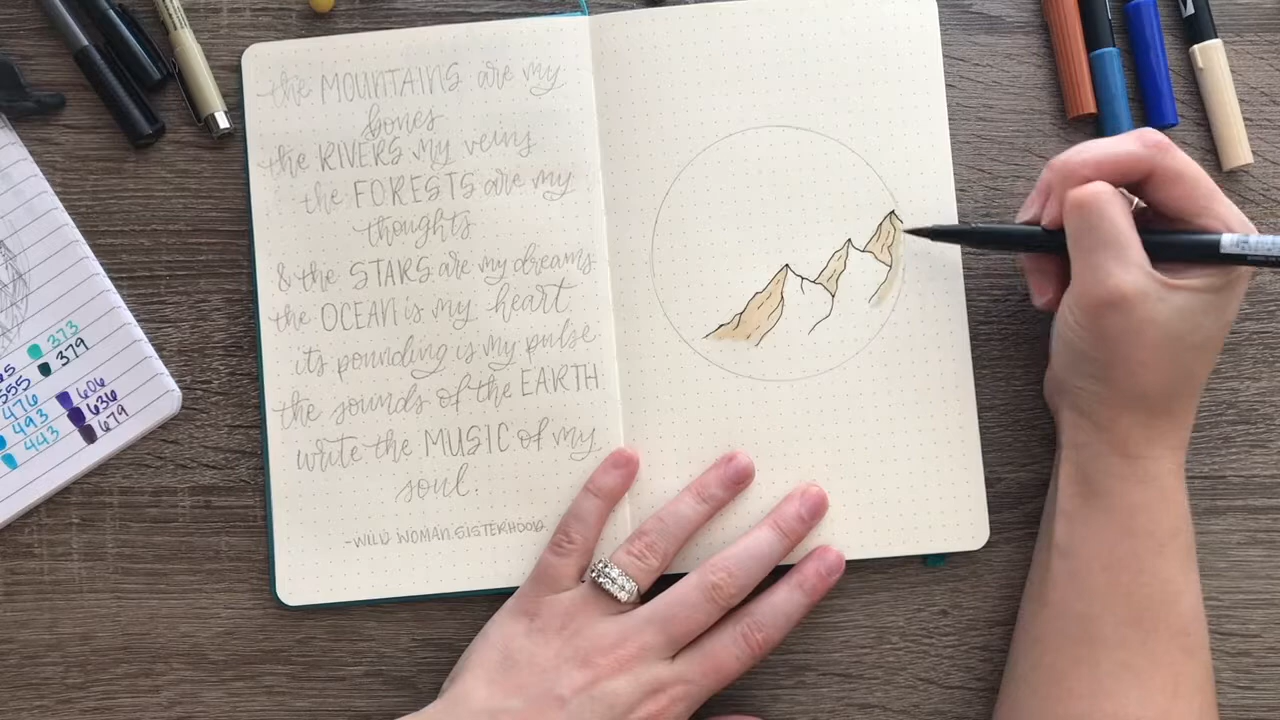 the MOUNTAINS are my
bones
the RIVERS my veins
the FORESTS are my
thoughts
& the STARS are my dreams
the OCEAN is my heart
its pounding is my pulse
the sounds of the EARTH
write the MUSIC of my
soul.
-WILD WOMAN SISTERHOOD
373
379
555
476
493
443
606
636
679